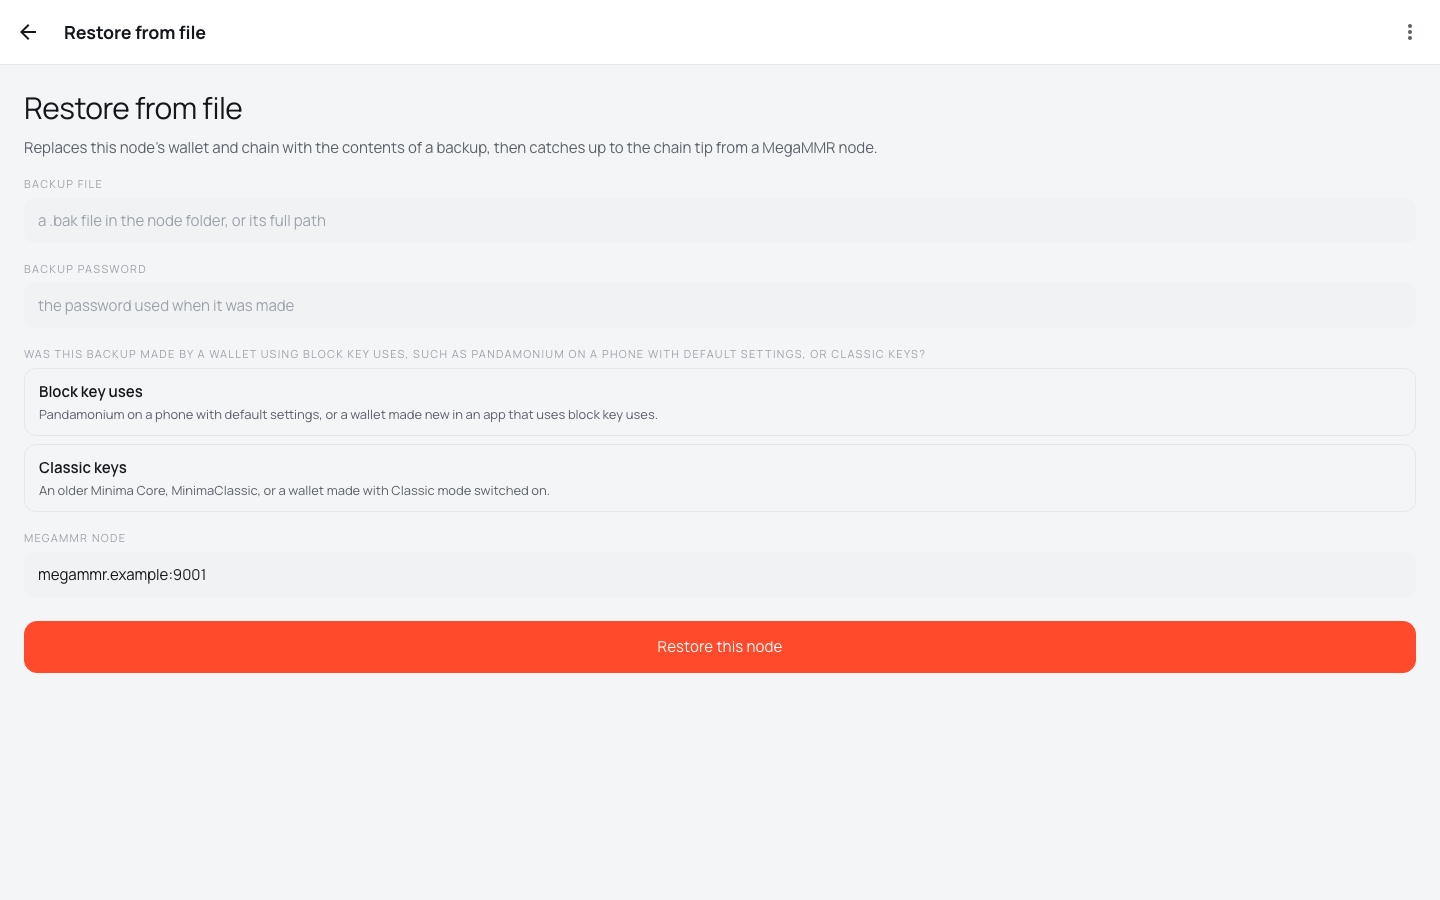 Restore from file
Restore from file
Replaces this node's wallet and chain with the contents of a backup, then catches up to the chain tip from a MegaMMR node.
BACKUP FILE
a .bak file in the node folder, or its full path
BACKUP PASSWORD
the password used when it was made
WAS THIS BACKUP MADE BY A WALLET USING BLOCK KEY USES, SUCH AS PANDAMONIUM ON A PHONE WITH DEFAULT SETTINGS, OR CLASSIC KEYS?
Block key uses
Pandamonium on a phone with default settings, or a wallet made new in an app that uses block key uses.
Classic keys
An older Minima Core, MinimaClassic, or a wallet made with Classic mode switched on.
MEGAMMR NODE
megammr.example:9001
Restore this node